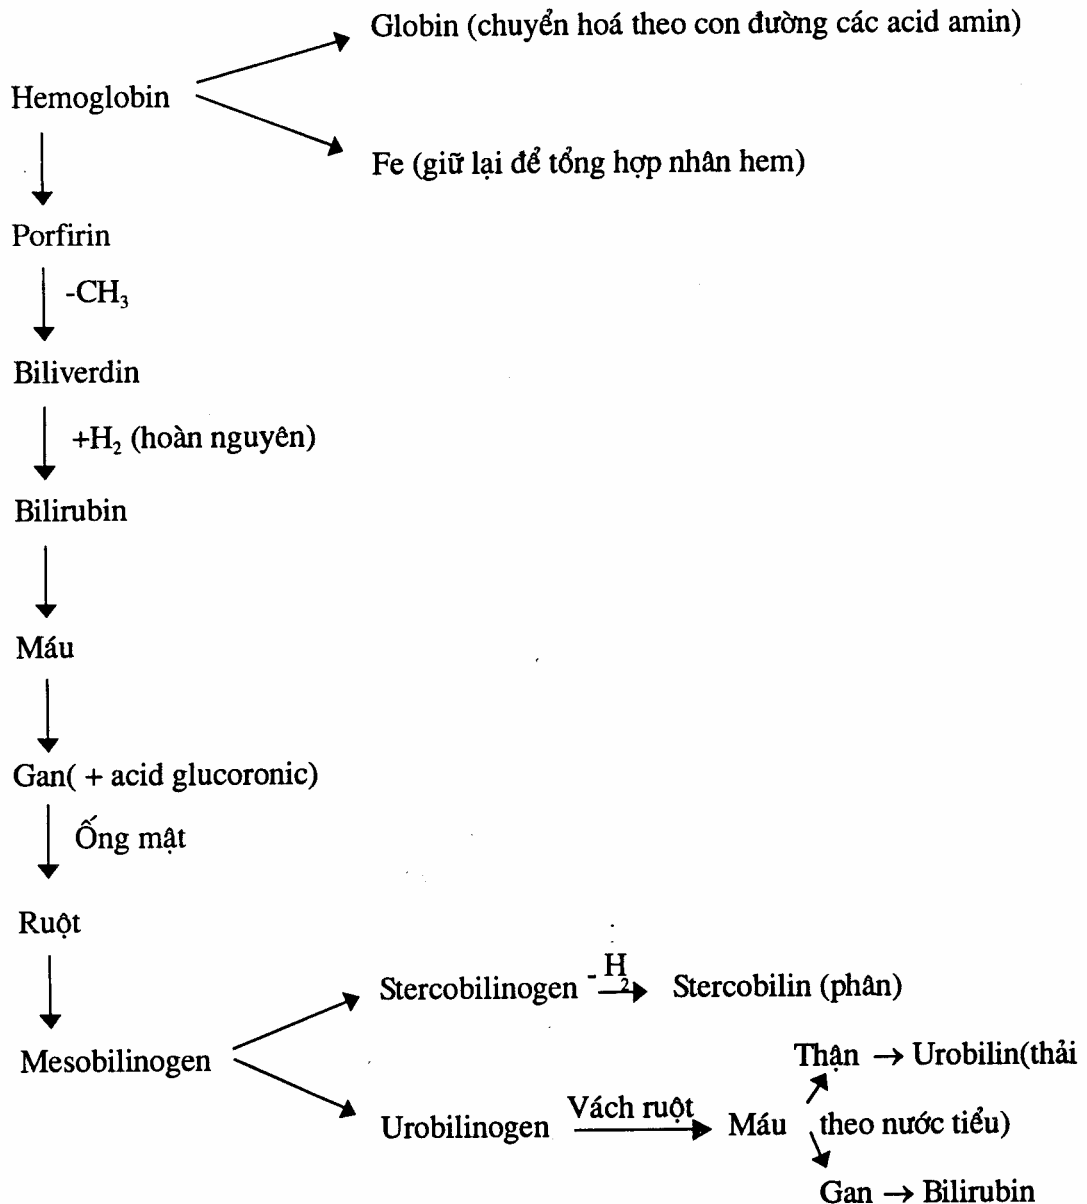 Globin (chuyển hoá theo con đường các acid amin)
Hemoglobin
Fe (giữ lại để tổng hợp nhân hem)
Porfirin
-CH₃
Biliverdin
+H₂ (hoàn nguyên)
Bilirubin
Máu
Gan( + acid glucoronic)
Ống mật
Ruột
Stercobilinogen - H₂ → Stercobilin (phân)
Mesobilinogen
Thận → Urobilin(thải
Urobilinogen Vách ruột Máu theo nước tiểu)
Gan → Bilirubin